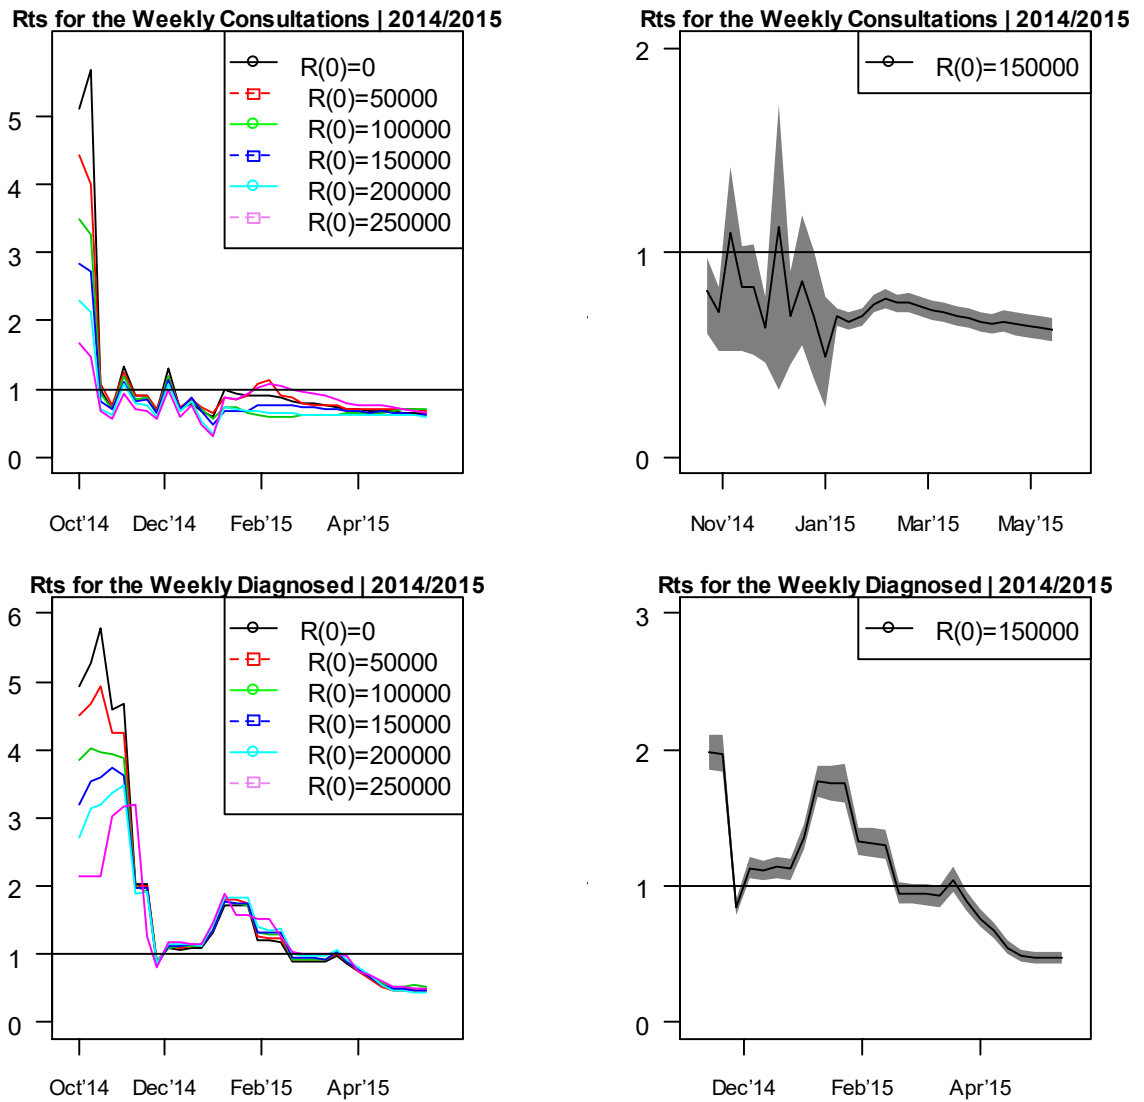 Rts for the Weekly Consultations | 2014/2015
R(0)=0
R(0)=50000
R(0)=100000
R(0)=150000
R(0)=200000
R(0)=250000
5
4
3
2
1
0
Oct'14 Dec'14 Feb'15 Apr'15
Rts for the Weekly Consultations | 2014/2015
R(0)=150000
2
1
0
Nov'14 Jan'15 Mar'15 May'15
Rts for the Weekly Diagnosed | 2014/2015
R(0)=0
R(0)=50000
R(0)=100000
R(0)=150000
R(0)=200000
R(0)=250000
6
5
4
3
2
1
0
Oct'14 Dec'14 Feb'15 Apr'15
Rts for the Weekly Diagnosed | 2014/2015
R(0)=150000
3
2
1
0
Dec'14 Feb'15 Apr'15